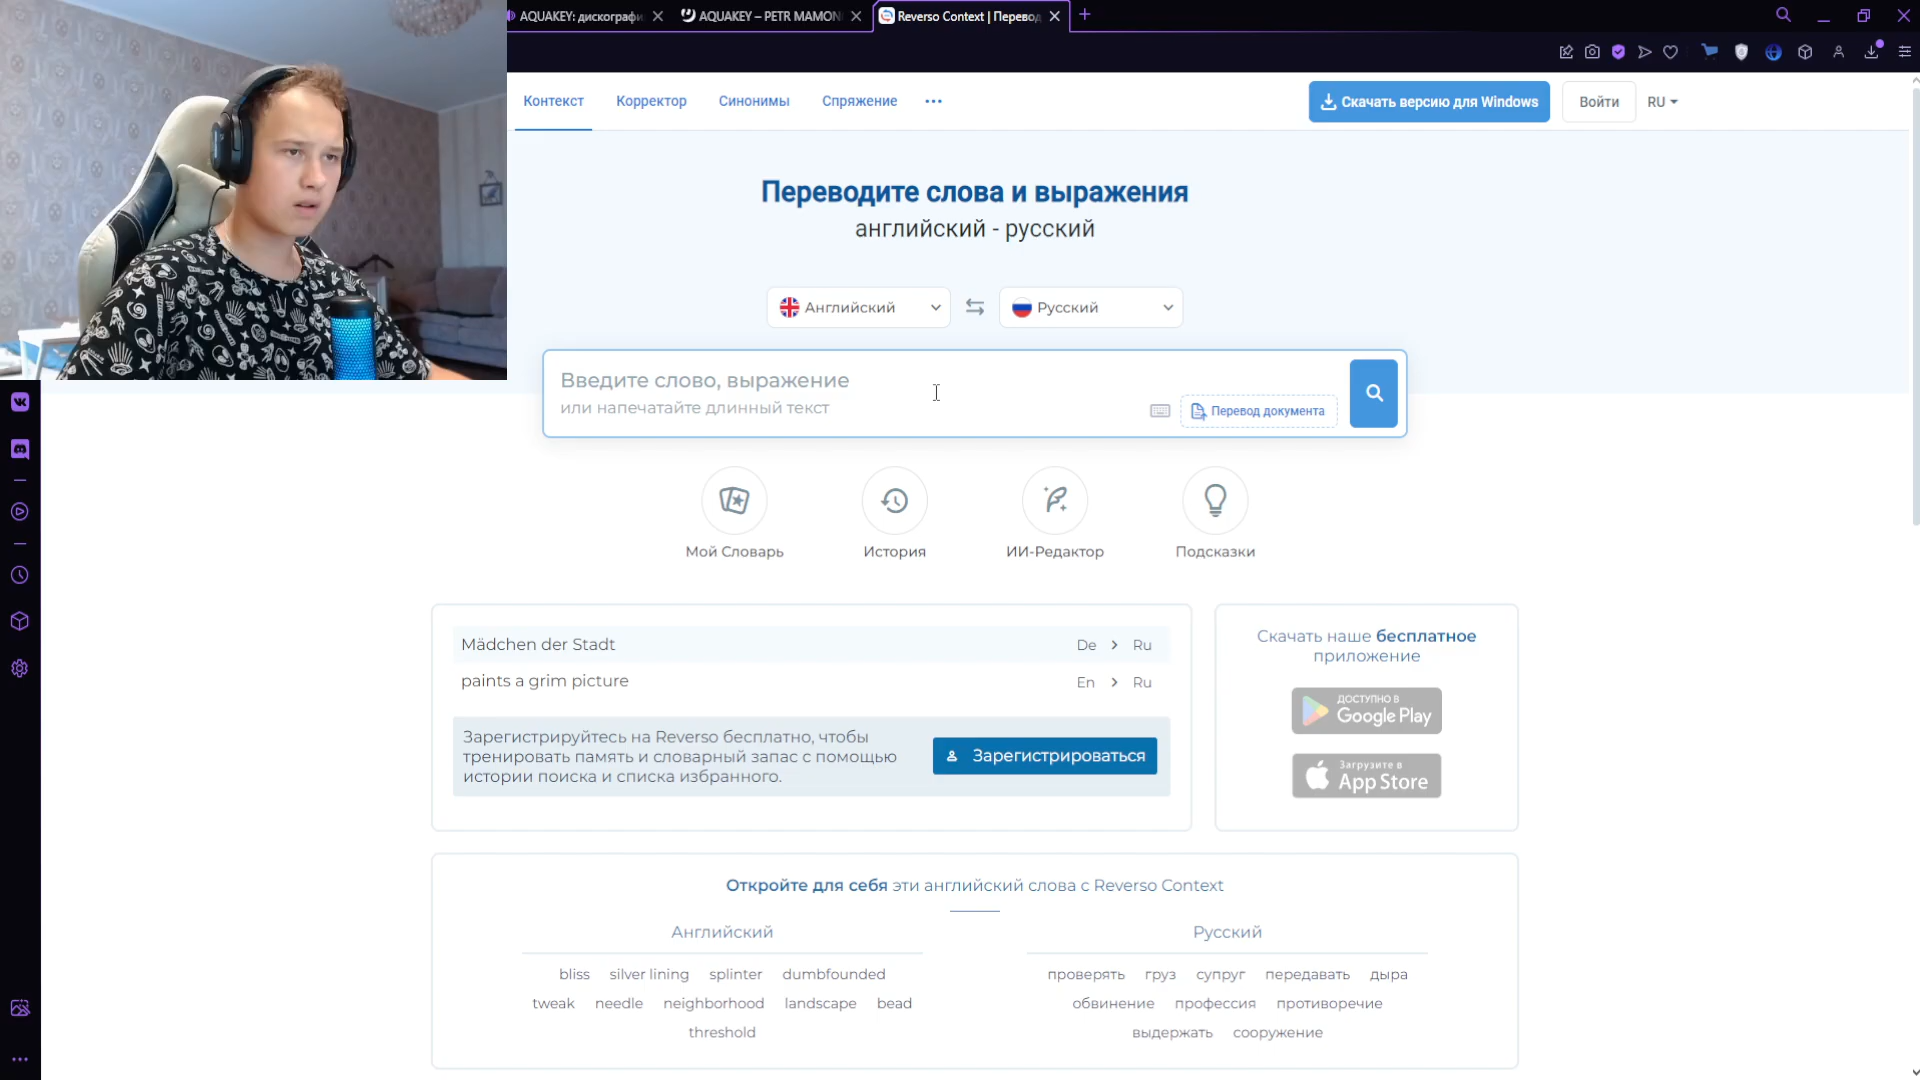 AQUAKEY: дискографи
AQUAKEY – PETR MAMON
Reverso Context | Перевод
Контекст
Корректор
Синонимы
Спряжение
Скачать версию для Windows
Войти
RU
Переводите слова и выражения
английский - русский
Английский
Русский
Введите слово, выражение
или напечатайте длинный текст
Перевод документа
Мой Словарь
История
ИИ-Редактор
Подсказки
Mädchen der Stadt
De > Ru
paints a grim picture
En > Ru
Зарегистрируйтесь на Reverso бесплатно, чтобы
тренировать память и словарный запас с помощью
истории поиска и списка избранного.
Зарегистрироваться
Скачать наше бесплатное
приложение
ДОСТУПНО В
Google Play
Загрузите в
App Store
Откройте для себя эти английский слова с Reverso Context
Английский
bliss silver lining splinter dumbfounded
tweak needle neighborhood landscape bead
threshold
Русский
проверять груз супруг передавать дыра
обвинение профессия противоречие
выдержать сооружение